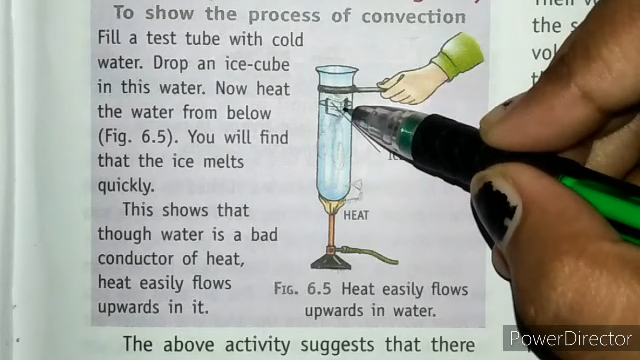 To show the process of convection
Fill a test tube with cold
water. Drop an ice-cube
in this water. Now heat
the water from below
(Fig. 6.5). You will find
that the ice melts
quickly.
This shows that
though water is a bad
conductor of heat,
heat easily flows
upwards in it.
HEAT
FIG. 6.5 Heat easily flows
upwards in water.
The above activity suggests that there
the
PowerDirector